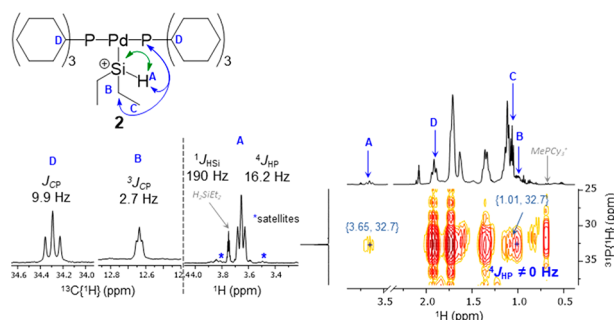 D P Pd P D
( )3 ( )3
⊕
Si H
A
B
C
2
D
JCP
9.9 Hz
B
3JCP
2.7 Hz
A
1JHSi 4JHP
190 Hz 16.2 Hz
H2SiEt2
*satellites
* *
34.6 34.4 34.2 34.0 12.8 12.6 12.4
13C{1H} (ppm)
4.0 3.8 3.6 3.4
1H (ppm)
A
D
C
B
MePCy3+
{3.65, 32.7}
{1.01, 32.7}
4JHP ≠ 0 Hz
25
30
35
31P{1H} (ppm)
3.5 2.0 1.5 1.0 0.5
1H (ppm)